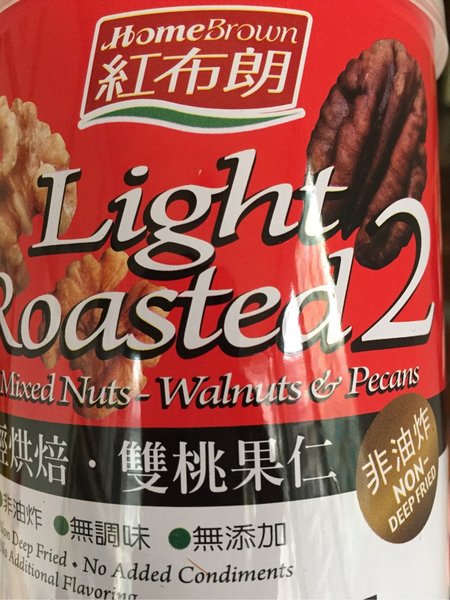 HomeBrown
紅布朗
Light
Roasted 2
Mixed Nuts - Walnuts & Pecans
輕烘焙・雙桃果仁
非油炸
NON-
DEEP FRIED
非油炸 ●無調味 ●無添加
Non Deep Fried • No Added Condiments
No Additional Flavoring